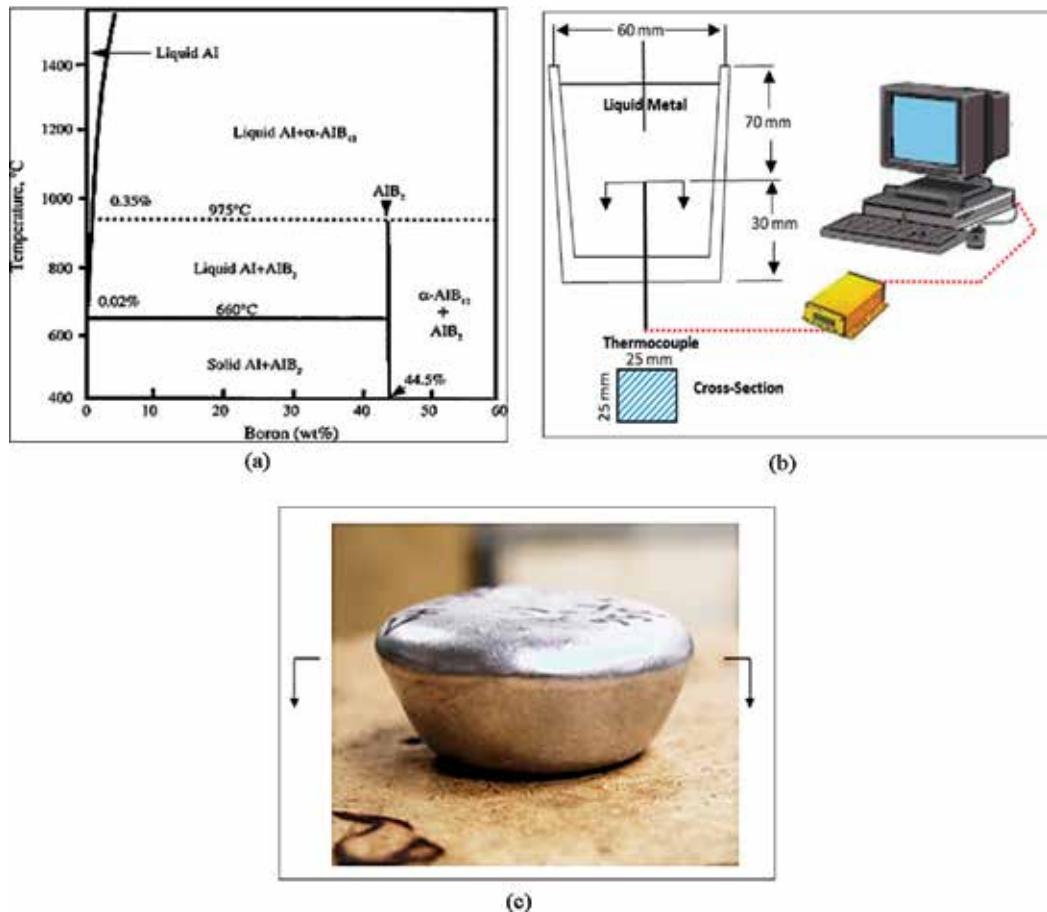 1400
1200
1000
800
600
400
Temperature, °C
Liquid Al
Liquid Al+α-AlB₁₂
AlB₂
0.35%
975°C
Liquid Al+AlB₂
0.02%
660°C
α-AlB₁₂
+
AlB₂
Solid Al+AlB₂
44.5%
0 10 20 30 40 50 60
Boron (wt%)
(a)
60 mm
Liquid Metal
70 mm
30 mm
Thermocouple
25 mm
25 mm
Cross-Section
(b)
(c)